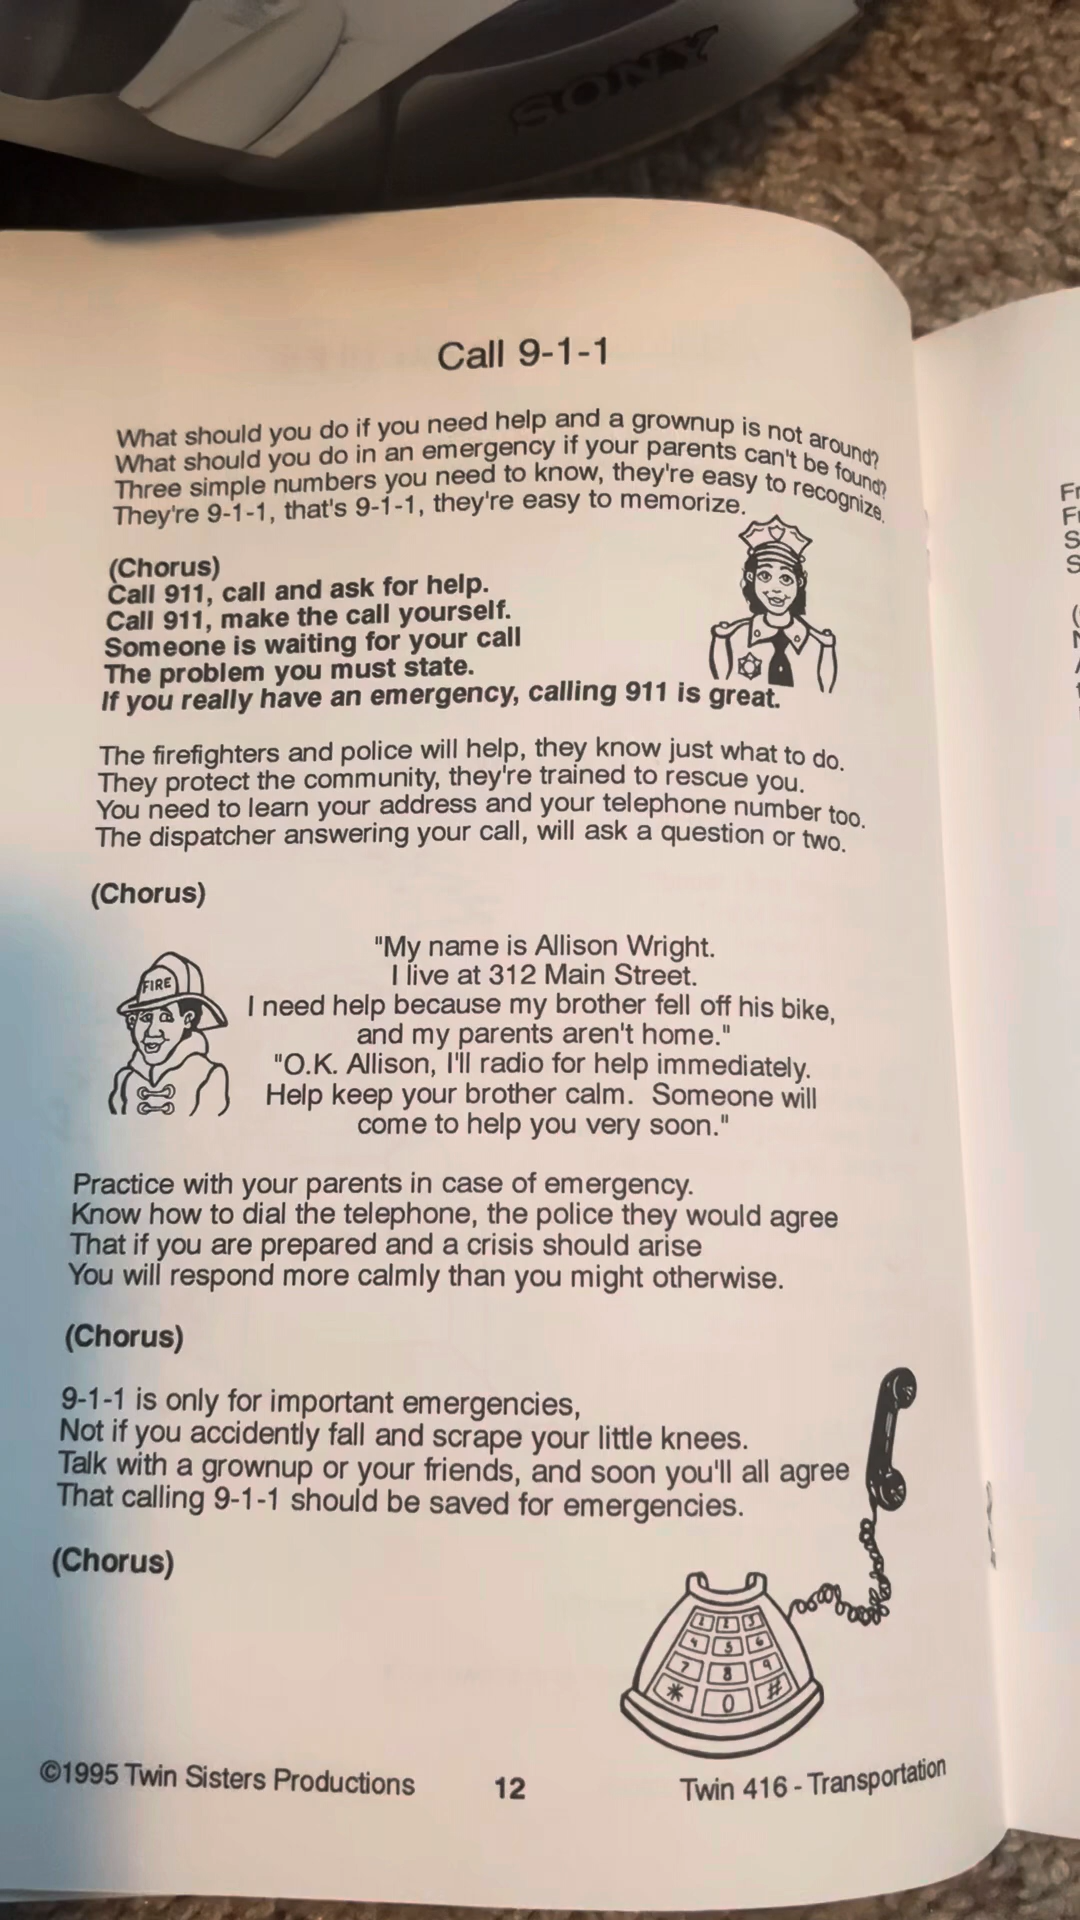 SONY
Call 9-1-1
What should you do if you need help and a grownup is not around?
What should you do in an emergency if your parents can't be found?
Three simple numbers you need to know, they're easy to recognize.
They're 9-1-1, that's 9-1-1, they're easy to memorize.
(Chorus)
Call 911, call and ask for help.
Call 911, make the call yourself.
Someone is waiting for your call
The problem you must state.
If you really have an emergency, calling 911 is great.
The firefighters and police will help, they know just what to do.
They protect the community, they're trained to rescue you.
You need to learn your address and your telephone number too.
The dispatcher answering your call, will ask a question or two.
(Chorus)
FIRE
"My name is Allison Wright.
I live at 312 Main Street.
I need help because my brother fell off his bike,
and my parents aren't home."
"O.K. Allison, I'll radio for help immediately.
Help keep your brother calm.  Someone will
come to help you very soon."
Practice with your parents in case of emergency.
Know how to dial the telephone, the police they would agree
That if you are prepared and a crisis should arise
You will respond more calmly than you might otherwise.
(Chorus)
9-1-1 is only for important emergencies,
Not if you accidently fall and scrape your little knees.
Talk with a grownup or your friends, and soon you'll all agree
That calling 9-1-1 should be saved for emergencies.
(Chorus)
1 2 3
4 5 6
7 8 9
* 0 #
©1995 Twin Sisters Productions
12
Twin 416 - Transportation